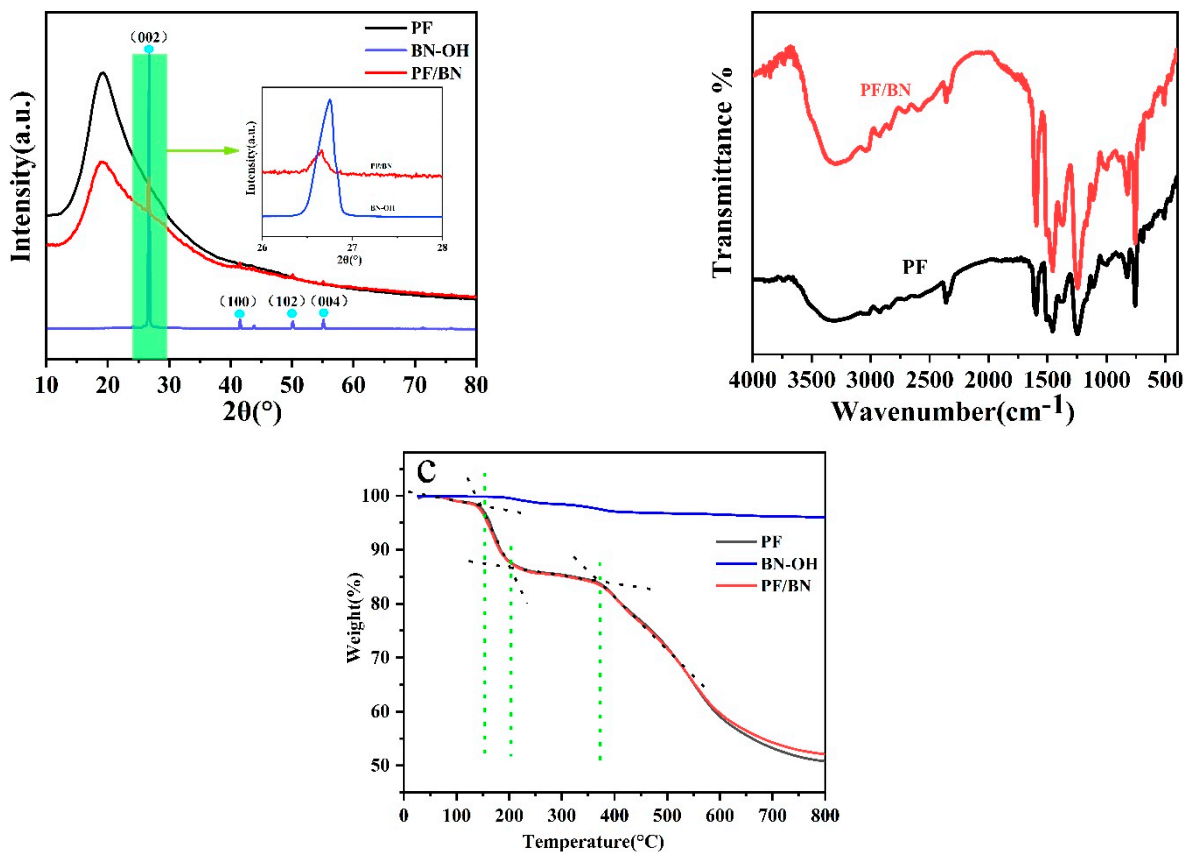 Intensity(a.u.)
(002)
PF
BN-OH
PF/BN
Intensity(a.u.)
PF/BN
BN-OH
26 27 28
2θ(°)
(100) (102) (004)
10 20 30 40 50 60 70 80
2θ(°)
Transmittance %
PF/BN
PF
4000 3500 3000 2500 2000 1500 1000 500
Wavenumber(cm-1)
c
Weight(%)
100
90
80
70
60
50
PF
BN-OH
PF/BN
0 100 200 300 400 500 600 700 800
Temperature(°C)